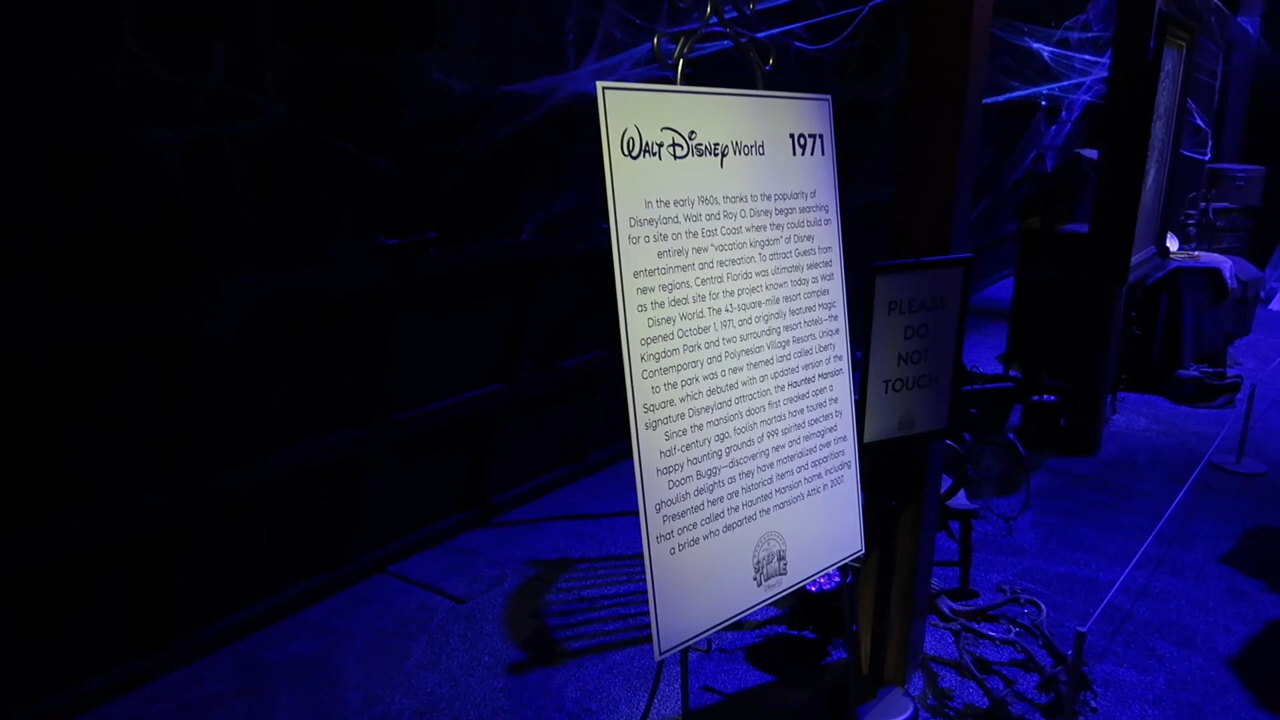 WALT DISNEY World 1971
In the early 1960s, thanks to the popularity of
Disneyland, Walt and Roy O. Disney began searching
for a site on the East Coast where they could build an
entirely new "vacation kingdom" of Disney
entertainment and recreation. To attract Guests from
new regions, Central Florida was ultimately selected
as the ideal site for the project known today as Walt
Disney World. The 43-square-mile resort complex
opened October 1, 1971, and originally featured Magic
Kingdom Park and two surrounding resort hotels—the
Contemporary and Polynesian Village Resorts. Unique
to the park was a new themed land called Liberty
Square, which debuted with an updated version of the
signature Disneyland attraction, the Haunted Mansion.
Since the mansion's doors first creaked open a
half-century ago, foolish mortals have toured the
happy haunting grounds of 999 spirited specters by
Doom Buggy—discovering new and reimagined
ghoulish delights as they have materialized over time.
Presented here are historical items and apparitions
that once called the Haunted Mansion home, including
a bride who departed the mansion's Attic in 2007.
STEP IN
TIME
PLEASE
DO
NOT
TOUCH